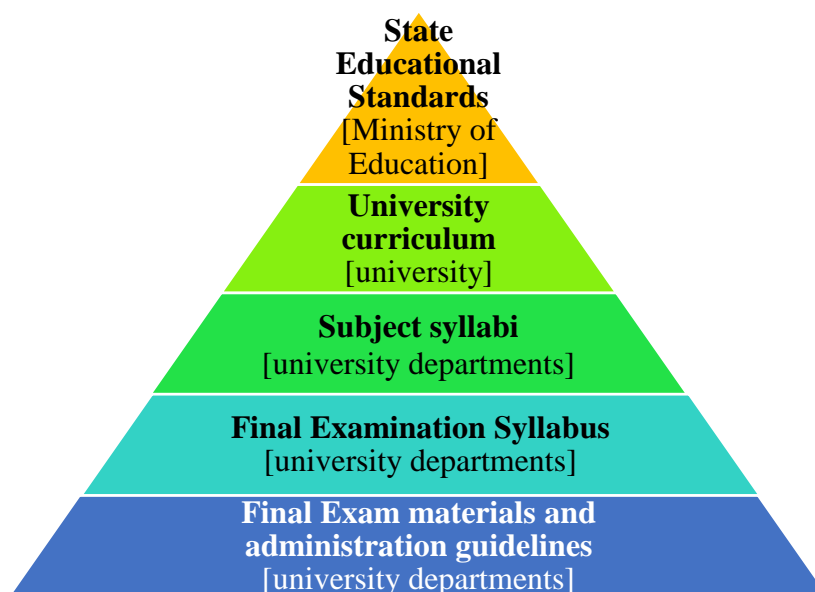 State
Educational
Standards
[Ministry of
Education]
University
curriculum
[university]
Subject syllabi
[university departments]
Final Examination Syllabus
[university departments]
Final Exam materials and
administration guidelines
[university departments]